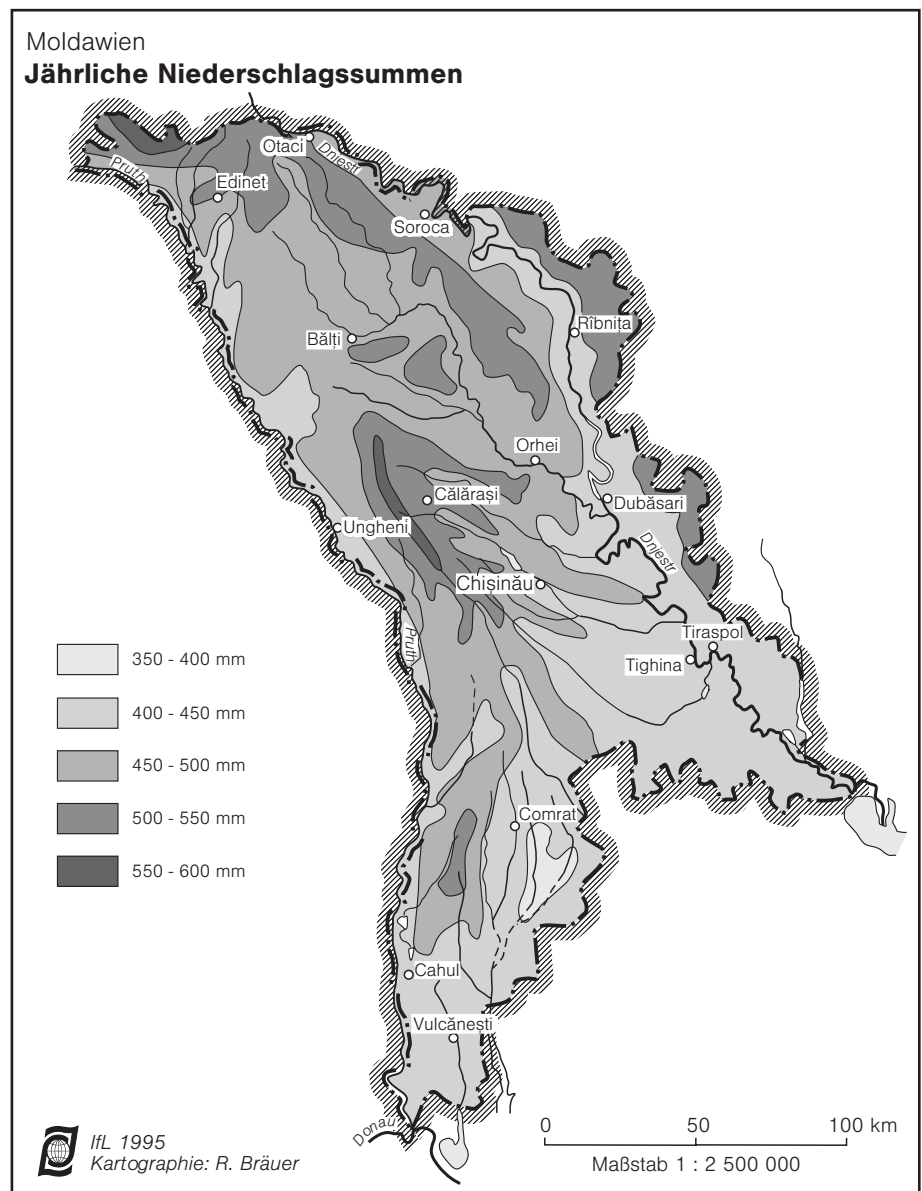 Moldawien
Jährliche Niederschlagssummen
Otaci
Dnjestr
Pruth
Edineț
Soroca
Rîbnița
Bălți
Orhei
Călărași
Dubăsari
Ungheni
Dnjestr
Chișinău
Pruth
Tiraspol
Tighina
350 - 400 mm
400 - 450 mm
450 - 500 mm
500 - 550 mm
550 - 600 mm
Comrat
Cahul
Vulcănești
Donau
IfL 1995
Kartographie: R. Bräuer
0 50 100 km
Maßstab 1 : 2 500 000